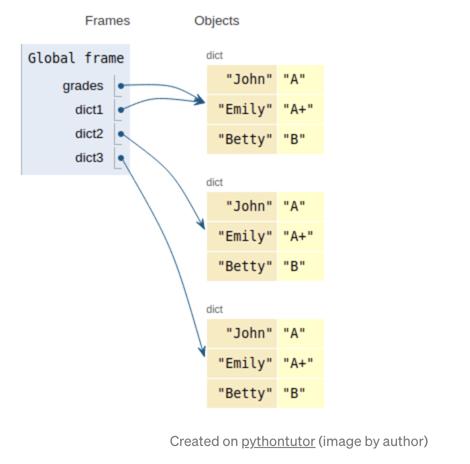 Frames Objects
Global frame
grades
dict1
dict2
dict3
dict
"John" "A"
"Emily" "A+"
"Betty" "B"
dict
"John" "A"
"Emily" "A+"
"Betty" "B"
dict
"John" "A"
"Emily" "A+"
"Betty" "B"
Created on pythontutor (image by author)